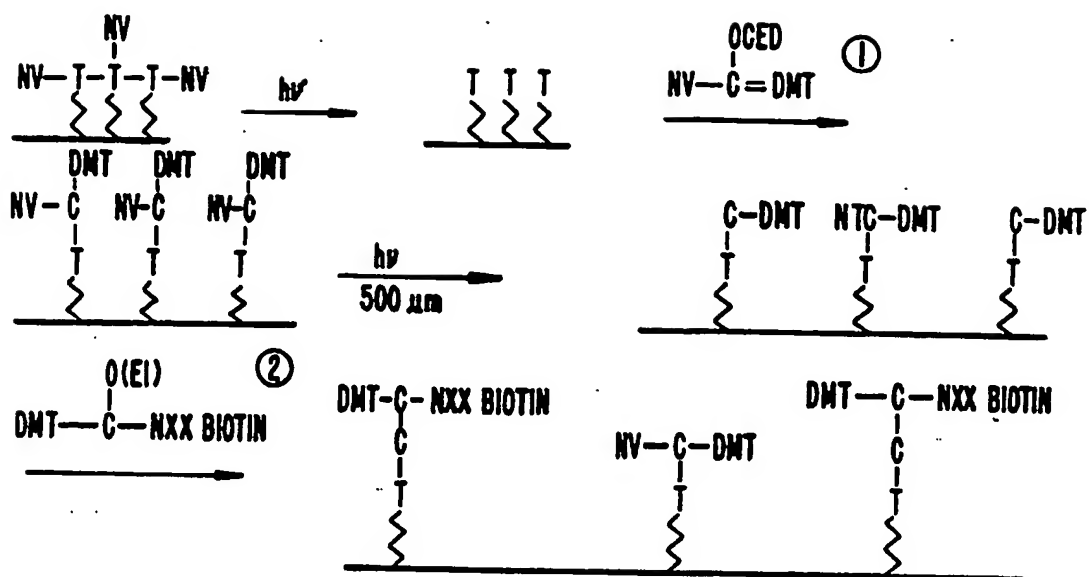 NV
NV—T—T—T—NV
hν
T T T
OCED
NV—C=DMT
①
DMT DMT DMT
NV—C NV-C NV-C
T T T
hν
500 μm
C—DMT NTC—DMT C—DMT
T T T
②
O(EI)
DMT—C—NXX BIOTIN
DMT-C-NXX BIOTIN
C
T
NV—C—DMT
T
DMT—C—NXX BIOTIN
C
T